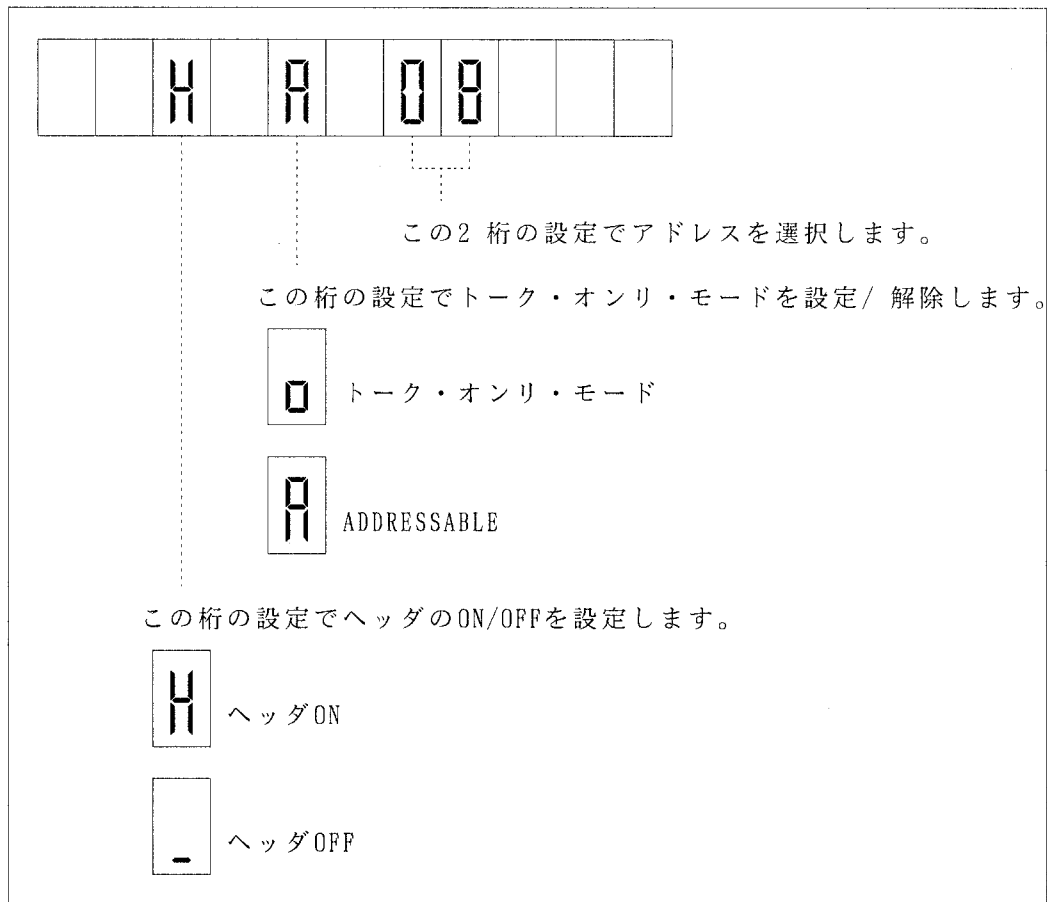 H A 08
この2 桁の設定でアドレスを選択します。
この桁の設定でトーク・オンリ・モードを設定/ 解除します。
o トーク・オンリ・モード
A ADDRESSABLE
この桁の設定でヘッダのON/OFFを設定します。
H ヘッダON
_ ヘッダOFF